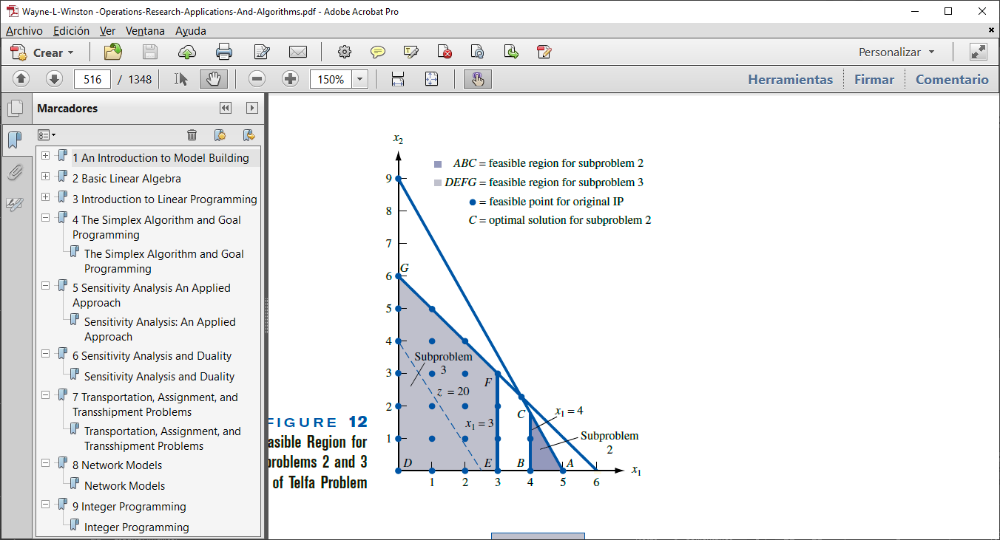 Wayne-L-Winston -Operations-Research-Applications-And-Algorithms.pdf - Adobe Acrobat Pro
Archivo Edición Ver Ventana Ayuda
Crear
Personalizar
516 / 1348
150%
Herramientas Firmar Comentario
Marcadores
1 An Introduction to Model Building
2 Basic Linear Algebra
3 Introduction to Linear Programming
4 The Simplex Algorithm and Goal
Programming
The Simplex Algorithm and Goal
Programming
5 Sensitivity Analysis An Applied
Approach
Sensitivity Analysis: An Applied
Approach
6 Sensitivity Analysis and Duality
Sensitivity Analysis and Duality
7 Transportation, Assignment, and
Transshipment Problems
Transportation, Assignment, and
Transshipment Problems
8 Network Models
Network Models
9 Integer Programming
Integer Programming
x2
ABC = feasible region for subproblem 2
DEFG = feasible region for subproblem 3
= feasible point for original IP
C = optimal solution for subproblem 2
9
8
7
6
5
4
3
2
1
G
Subproblem
3
F
z = 20
x1 = 3
C
x1 = 4
Subproblem
2
D
E
B
A
x1
1 2 3 4 5 6
FIGURE 12
asible Region for
problems 2 and 3
of Telfa Problem